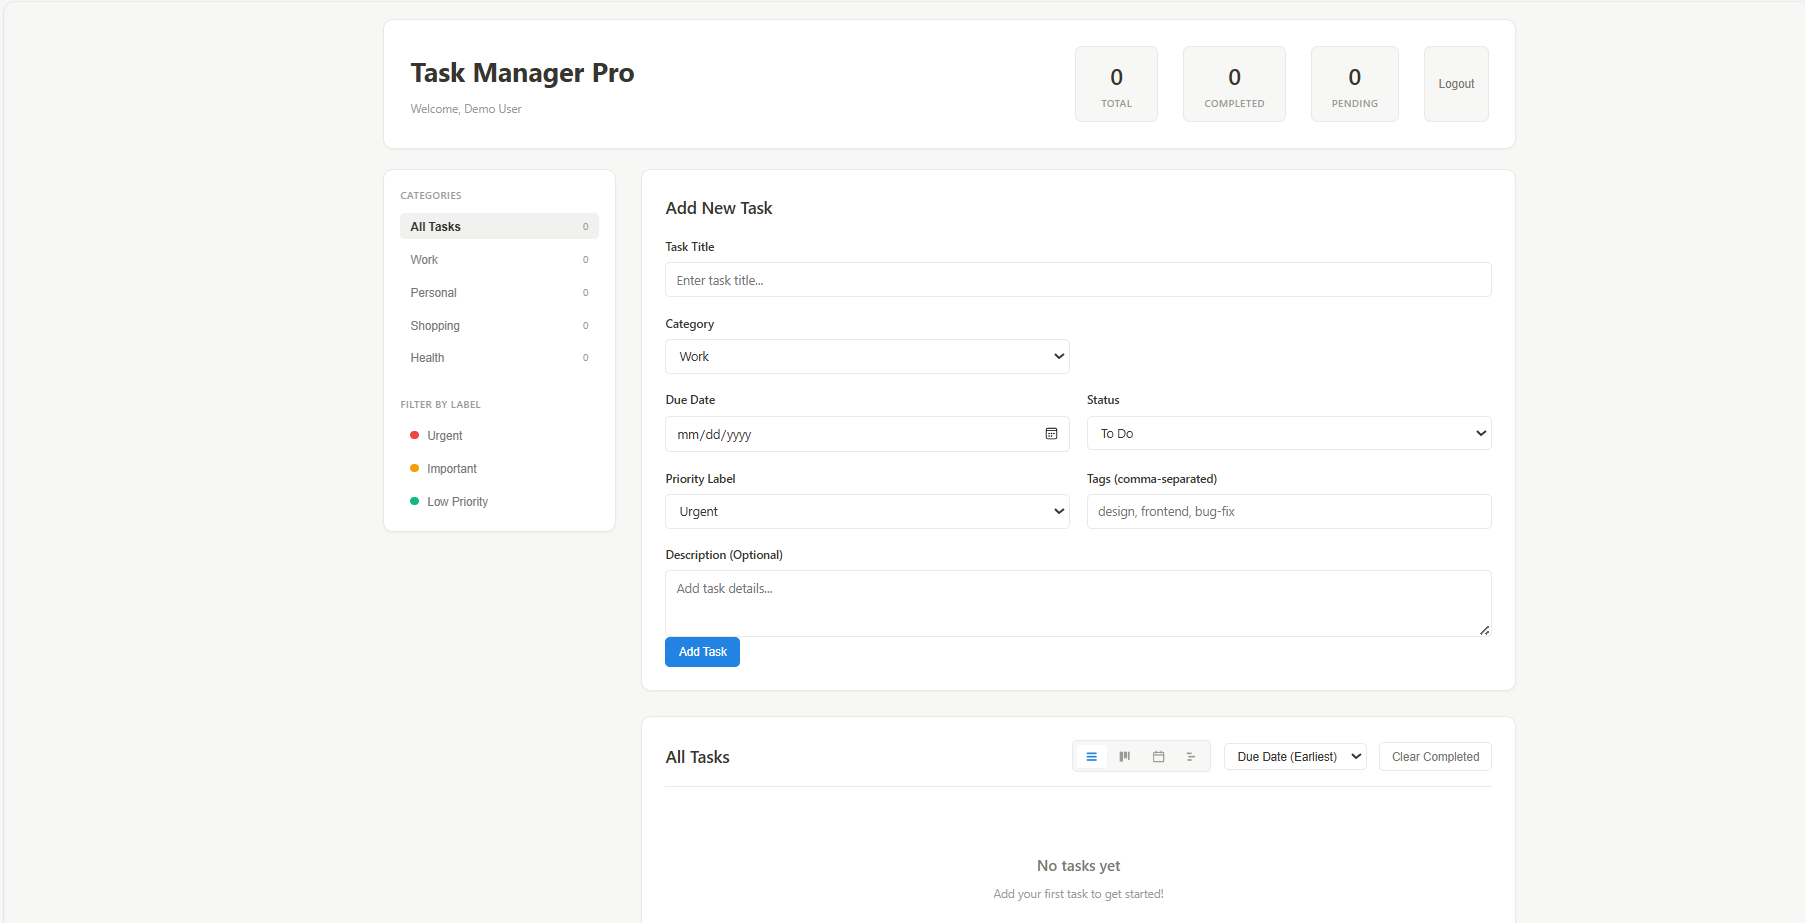 Task Manager Pro
Welcome, Demo User
0
TOTAL
0
COMPLETED
0
PENDING
Logout
CATEGORIES
All Tasks 0
Work 0
Personal 0
Shopping 0
Health 0
FILTER BY LABEL
Urgent
Important
Low Priority
Add New Task
Task Title
Enter task title...
Category
Work
Due Date
mm/dd/yyyy
Status
To Do
Priority Label
Urgent
Tags (comma-separated)
design, frontend, bug-fix
Description (Optional)
Add task details...
Add Task
All Tasks
Due Date (Earliest)
Clear Completed
No tasks yet
Add your first task to get started!